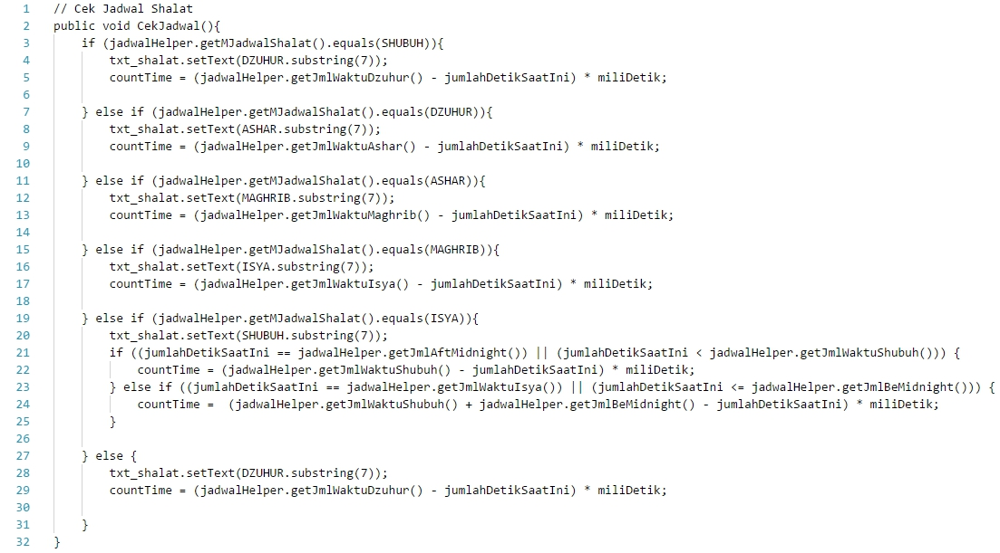 1 // Cek Jadwal Shalat
2 public void CekJadwal(){
3 if (jadwalHelper.getMJadwalShalat().equals(SHUBUH)){
4 txt_shalat.setText(DZUHUR.substring(7));
5 countTime = (jadwalHelper.getJmlWaktuDzuhur() - jumlahDetikSaatIni) * miliDetik;
6
7 } else if (jadwalHelper.getMJadwalShalat().equals(DZUHUR)){
8 txt_shalat.setText(ASHAR.substring(7));
9 countTime = (jadwalHelper.getJmlWaktuAshar() - jumlahDetikSaatIni) * miliDetik;
10
11 } else if (jadwalHelper.getMJadwalShalat().equals(ASHAR)){
12 txt_shalat.setText(MAGHRIB.substring(7));
13 countTime = (jadwalHelper.getJmlWaktuMaghrib() - jumlahDetikSaatIni) * miliDetik;
14
15 } else if (jadwalHelper.getMJadwalShalat().equals(MAGHRIB)){
16 txt_shalat.setText(ISYA.substring(7));
17 countTime = (jadwalHelper.getJmlWaktuIsya() - jumlahDetikSaatIni) * miliDetik;
18
19 } else if (jadwalHelper.getMJadwalShalat().equals(ISYA)){
20 txt_shalat.setText(SHUBUH.substring(7));
21 if ((jumlahDetikSaatIni == jadwalHelper.getJmlAftMidnight()) || (jumlahDetikSaatIni < jadwalHelper.getJmlWaktuShubuh())) {
22 countTime = (jadwalHelper.getJmlWaktuShubuh() - jumlahDetikSaatIni) * miliDetik;
23 } else if ((jumlahDetikSaatIni == jadwalHelper.getJmlWaktuIsya()) || (jumlahDetikSaatIni <= jadwalHelper.getJmlBeMidnight())) {
24 countTime =  (jadwalHelper.getJmlWaktuShubuh() + jadwalHelper.getJmlBeMidnight() - jumlahDetikSaatIni) * miliDetik;
25 }
26
27 } else {
28 txt_shalat.setText(DZUHUR.substring(7));
29 countTime = (jadwalHelper.getJmlWaktuDzuhur() - jumlahDetikSaatIni) * miliDetik;
30
31 }
32 }